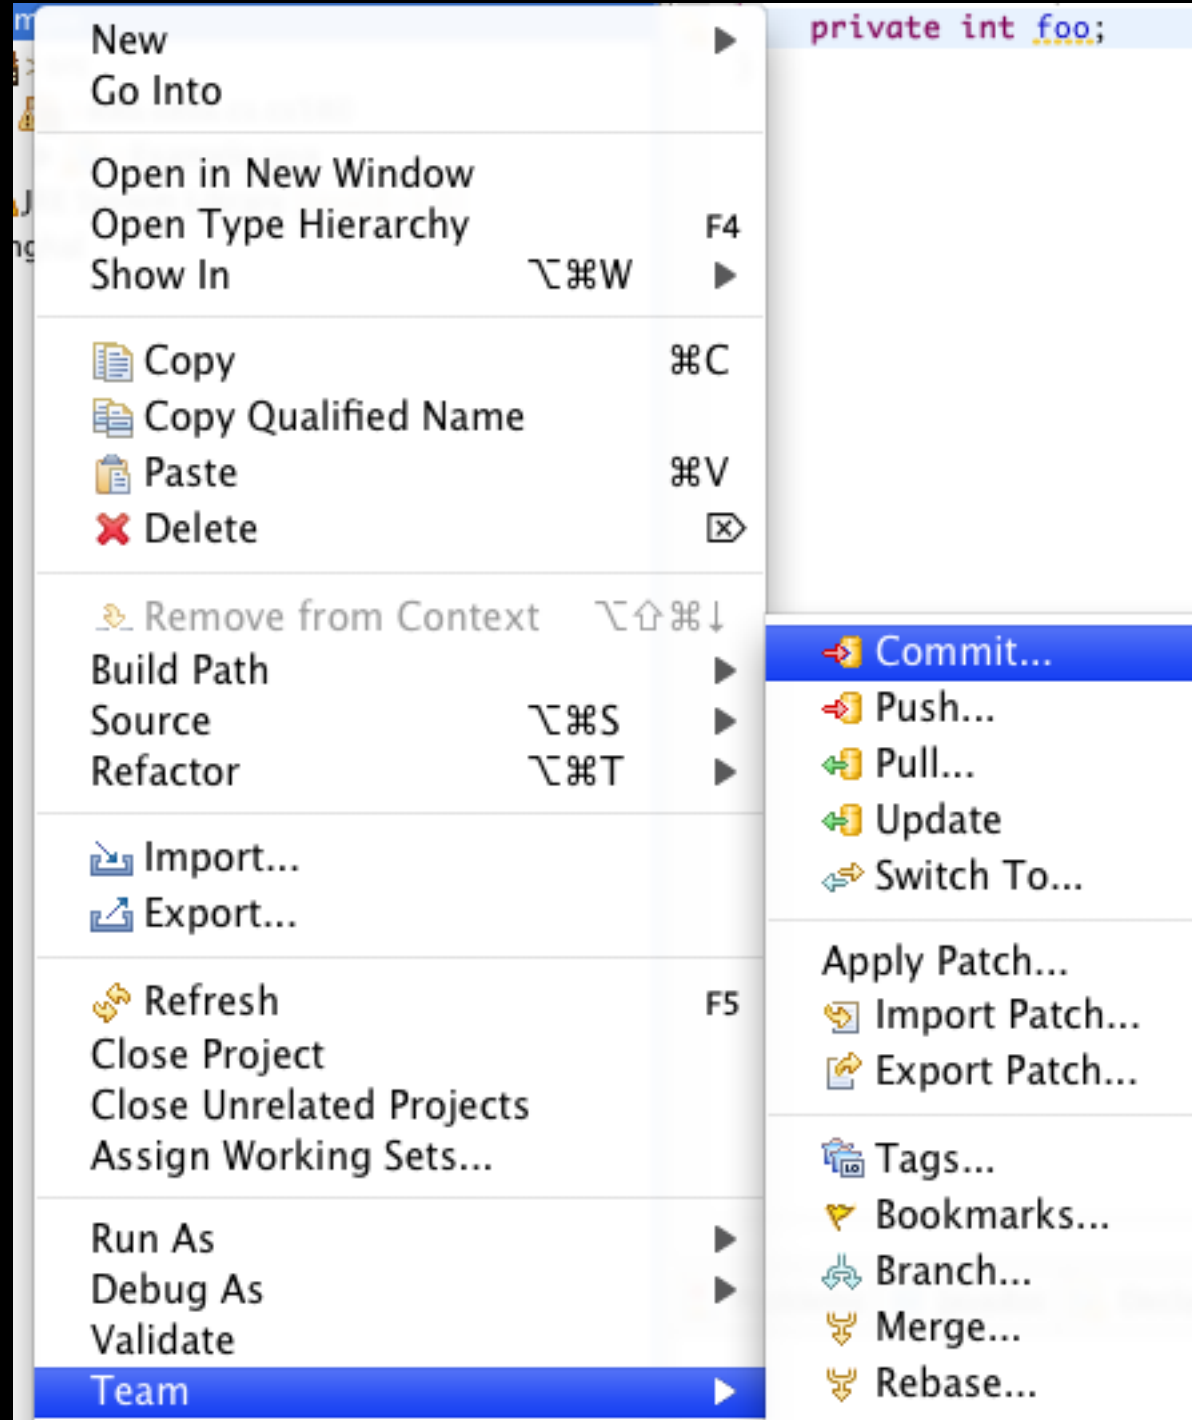 private int foo;
New
Go Into
Open in New Window
Open Type Hierarchy F4
Show In ⌥⌘W
Copy ⌘C
Copy Qualified Name
Paste ⌘V
Delete ⌦
Remove from Context ⌥⇧⌘↓
Build Path
Source ⌥⌘S
Refactor ⌥⌘T
Import...
Export...
Refresh F5
Close Project
Close Unrelated Projects
Assign Working Sets...
Run As
Debug As
Validate
Team
Commit...
Push...
Pull...
Update
Switch To...
Apply Patch...
Import Patch...
Export Patch...
Tags...
Bookmarks...
Branch...
Merge...
Rebase...